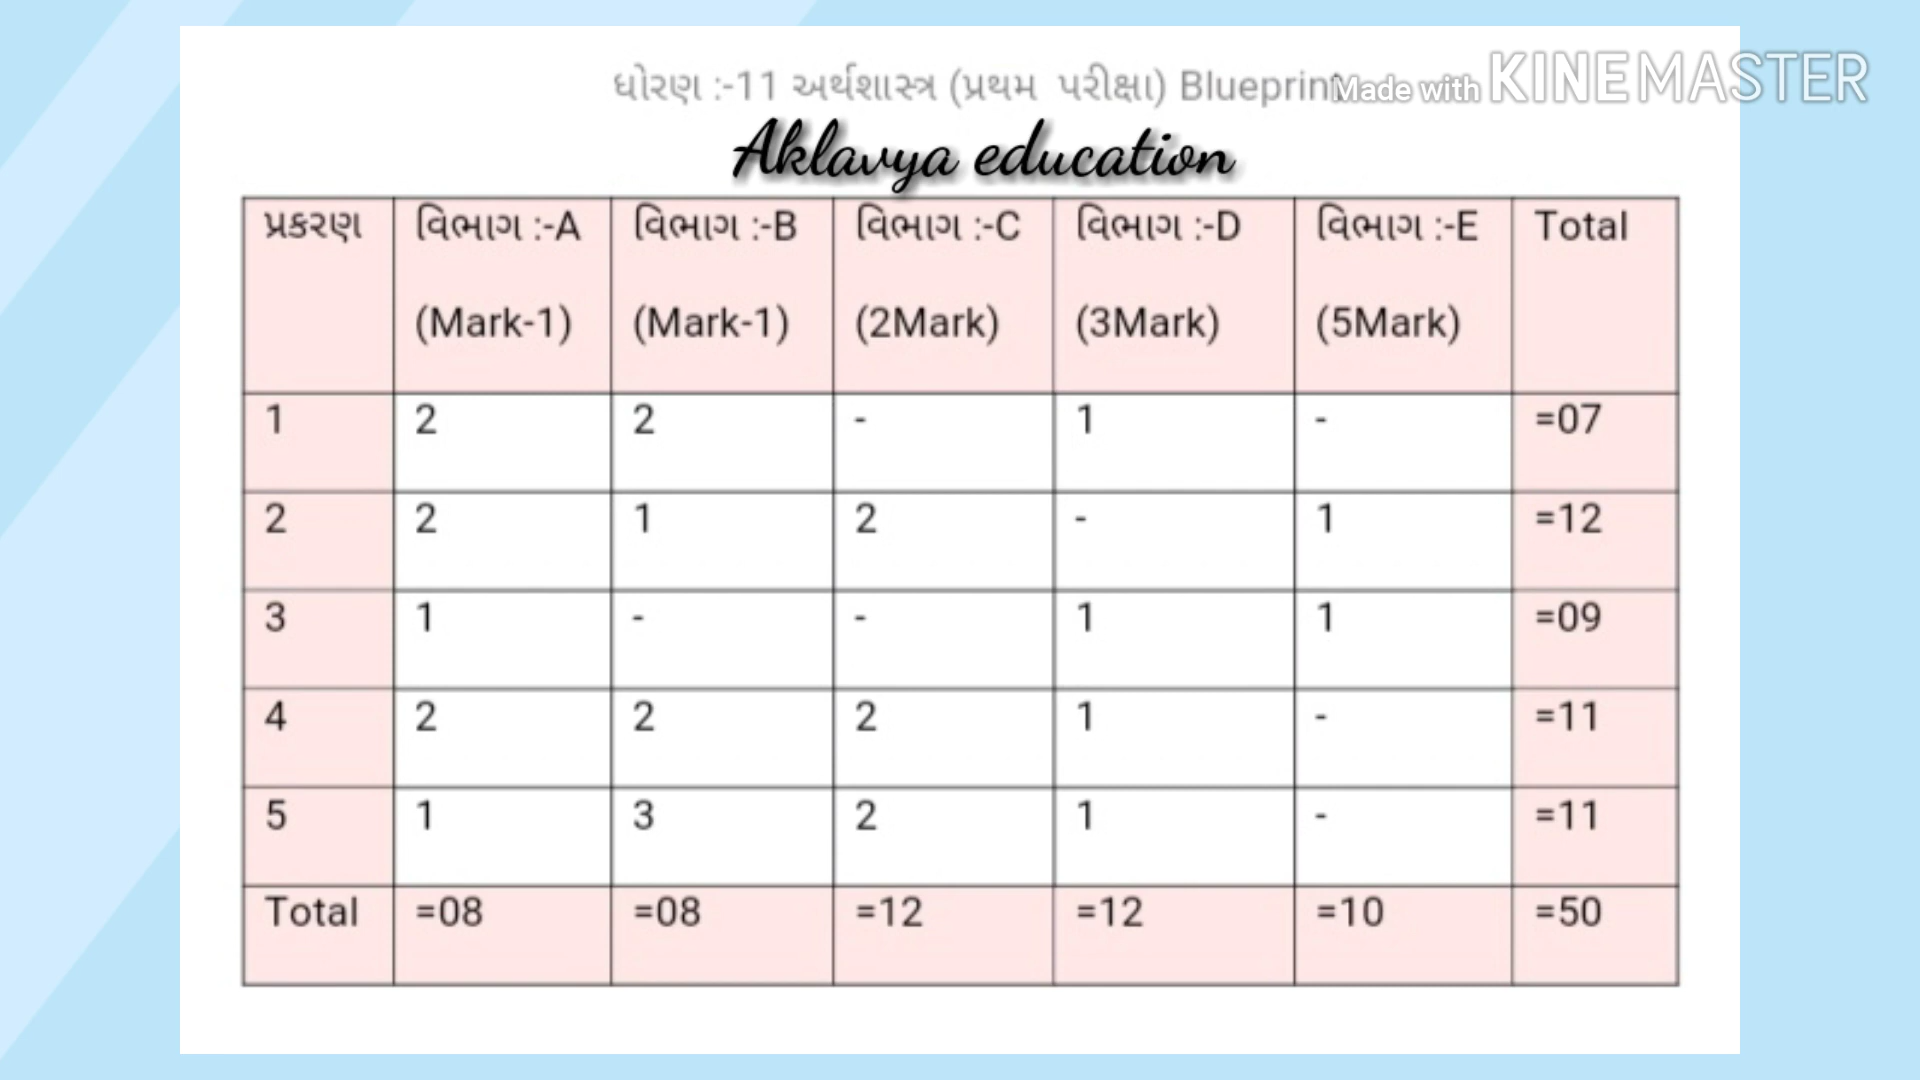 ધોરણ :-11 અર્થશાસ્ત્ર (પ્રથમ પરીક્ષા) Blueprint
Made with KINEMASTER
Aklavya education
પ્રકરણ વિભાગ :-A વિભાગ :-B વિભાગ :-C વિભાગ :-D વિભાગ :-E Total
(Mark-1) (Mark-1) (2Mark) (3Mark) (5Mark)
1 2 2 - 1 - =07
2 2 1 2 - 1 =12
3 1 - - 1 1 =09
4 2 2 2 1 - =11
5 1 3 2 1 - =11
Total =08 =08 =12 =12 =10 =50